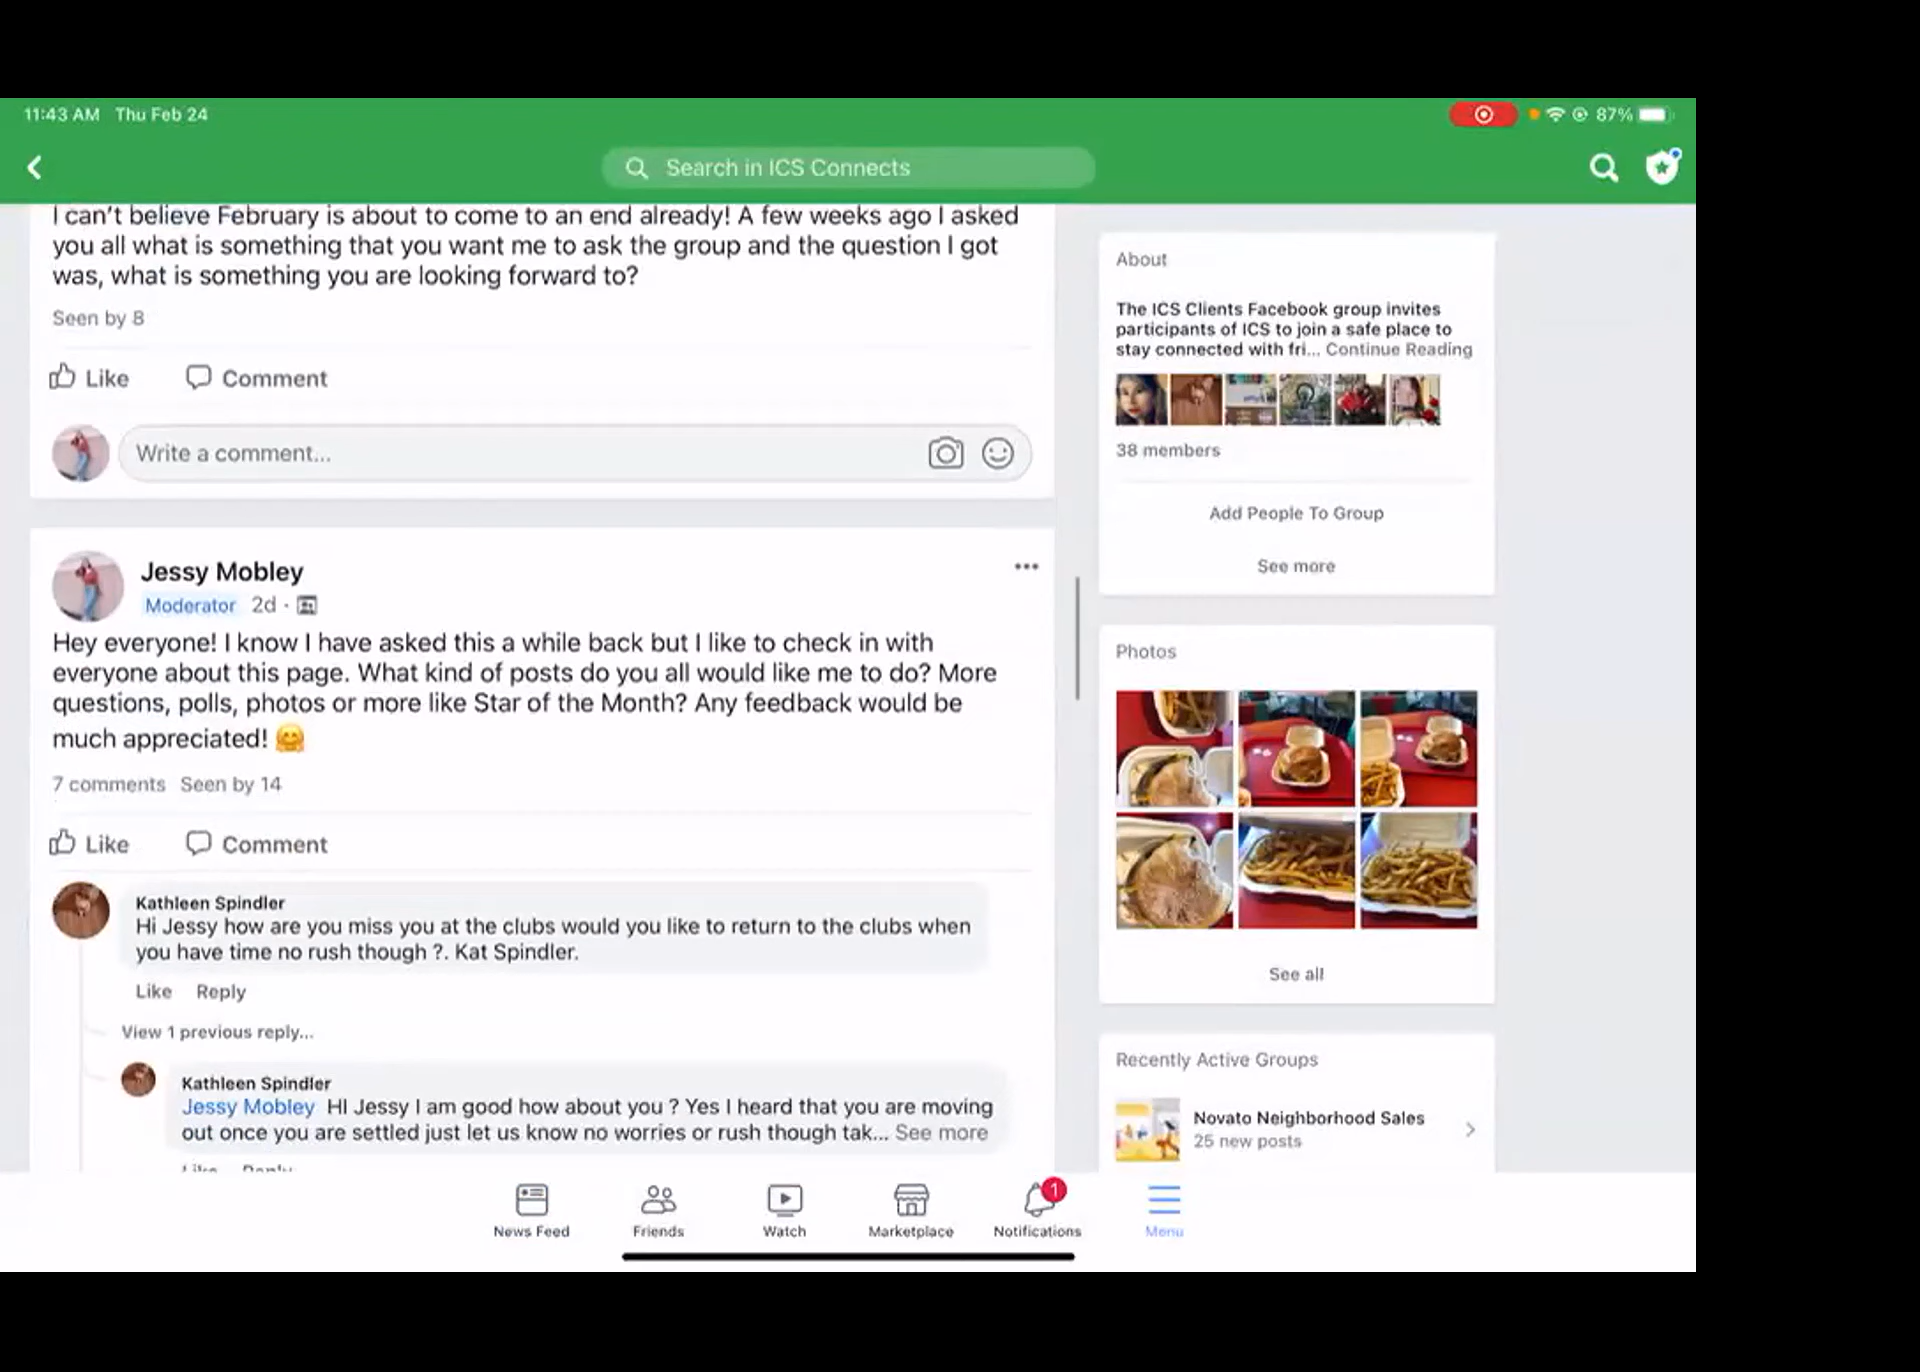 11:43 AM Thu Feb 24
87%
Search in ICS Connects
I can't believe February is about to come to an end already! A few weeks ago I asked
you all what is something that you want me to ask the group and the question I got
was, what is something you are looking forward to?
Seen by 8
Like Comment
Write a comment...
Jessy Mobley
Moderator 2d ·
Hey everyone! I know I have asked this a while back but I like to check in with
everyone about this page. What kind of posts do you all would like me to do? More
questions, polls, photos or more like Star of the Month? Any feedback would be
much appreciated! 🤗
7 comments Seen by 14
Like Comment
Kathleen Spindler
Hi Jessy how are you miss you at the clubs would you like to return to the clubs when
you have time no rush though ?. Kat Spindler.
Like Reply
View 1 previous reply...
Kathleen Spindler
Jessy Mobley HI Jessy I am good how about you ? Yes I heard that you are moving
out once you are settled just let us know no worries or rush though tak... See more
Like Reply
About
The ICS Clients Facebook group invites
participants of ICS to join a safe place to
stay connected with fri... Continue Reading
38 members
Add People To Group
See more
Photos
See all
Recently Active Groups
Novato Neighborhood Sales
25 new posts
1
News Feed Friends Watch Marketplace Notifications Menu